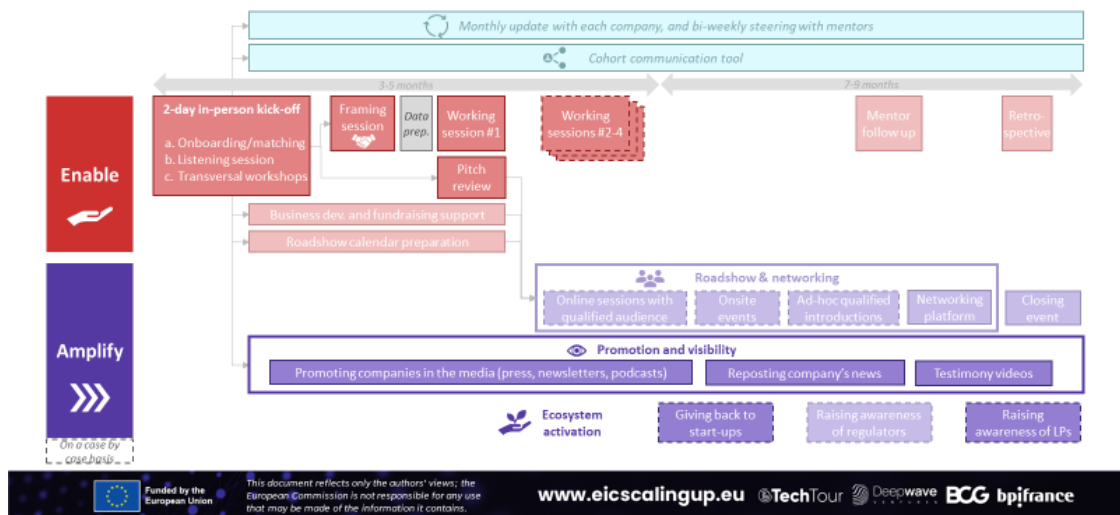 Monthly update with each company, and bi-weekly steering with mentors
Cohort communication tool
3-5 months
7-9 months
Enable
2-day in-person kick-off
a. Onboarding/matching
b. Listening session
c. Transversal workshops
Framing
session
Data
prep.
Working
session #1
Working
sessions #2-4
Mentor
follow up
Retro-
spective
Pitch
review
Business dev. and fundraising support
Roadshow calendar preparation
Amplify
Roadshow & networking
Online sessions with
qualified audience
Onsite
events
Ad-hoc qualified
introductions
Networking
platform
Closing
event
Promotion and visibility
Promoting companies in the media (press, newsletters, podcasts)
Reposting company's news
Testimony videos
Ecosystem
activation
Giving back to
start-ups
Raising awareness
of regulators
Raising
awareness of LPs
On a case by
case basis
Funded by the
European Union
This document reflects only the authors' views; the
European Commission is not responsible for any use
that may be made of the information it contains.
www.eicscalingup.eu
TechTour
Deepwave
VENTURES
BCG
bpifrance